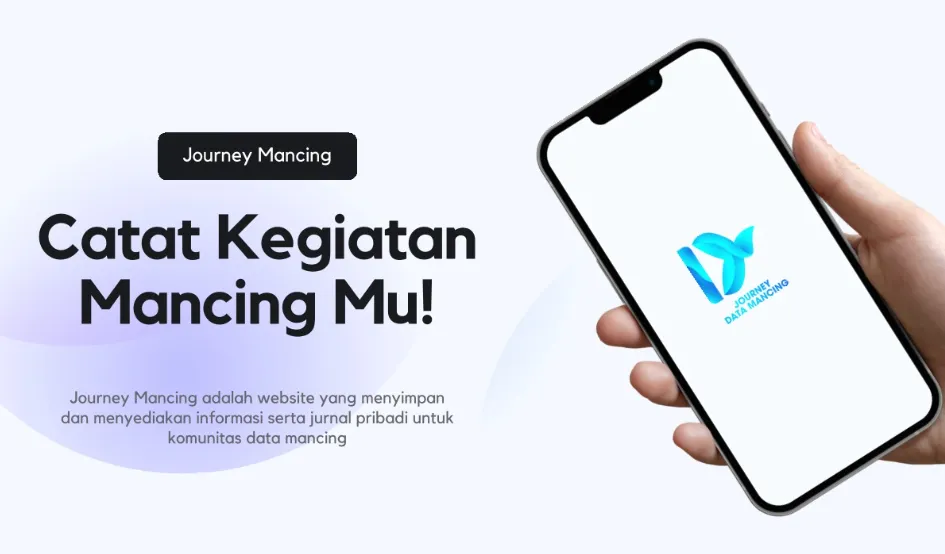 Journey Mancing
Catat Kegiatan
Mancing Mu!
Journey Mancing adalah website yang menyimpan
dan menyediakan informasi serta jurnal pribadi untuk
komunitas data mancing
JOURNEY
DATA MANCING